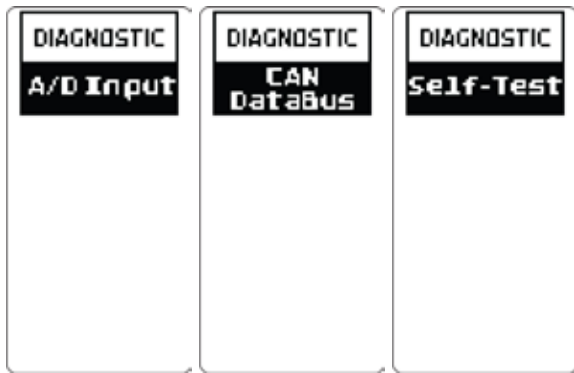 DIAGNOSTIC
A/D Input
DIAGNOSTIC
CAN
DataBus
DIAGNOSTIC
Self-Test